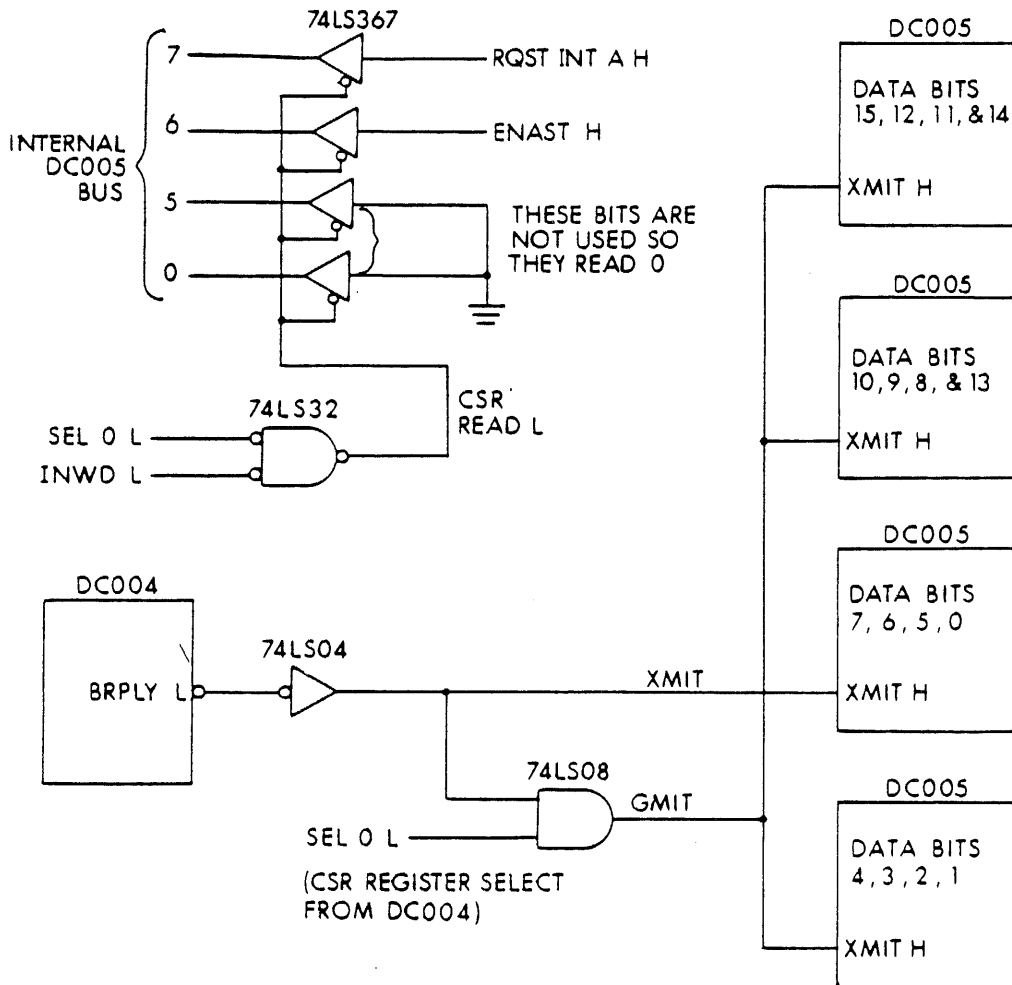 74LS367
7
RQST INT A H
6
ENAST H
INTERNAL
DC005
BUS
5
0
THESE BITS ARE
NOT USED SO
THEY READ 0
CSR
READ L
74LS32
SEL 0 L
INWD L
DC004
BRPLY L
74LS04
XMIT
74LS08
GMIT
SEL 0 L
(CSR REGISTER SELECT
FROM DC004)
DC005
DATA BITS
15, 12, 11, & 14
XMIT H
DC005
DATA BITS
10, 9, 8, & 13
XMIT H
DC005
DATA BITS
7, 6, 5, 0
XMIT H
DC005
DATA BITS
4, 3, 2, 1
XMIT H